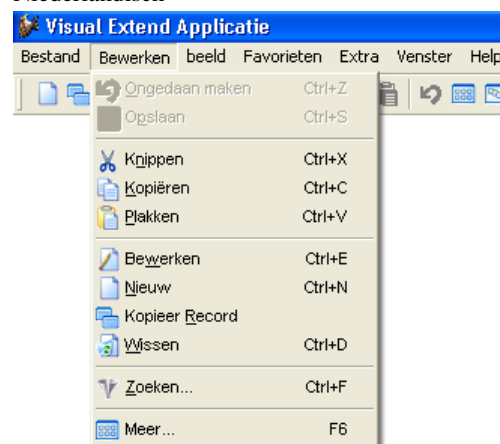 Visual Extend Applicatie
Bestand Bewerken beeld Favorieten Extra Venster Help
Ongedaan maken Ctrl+Z
Opslaan Ctrl+S
Knippen Ctrl+X
Kopiëren Ctrl+C
Plakken Ctrl+V
Bewerken Ctrl+E
Nieuw Ctrl+N
Kopieer Record
Wissen Ctrl+D
Zoeken... Ctrl+F
Meer... F6